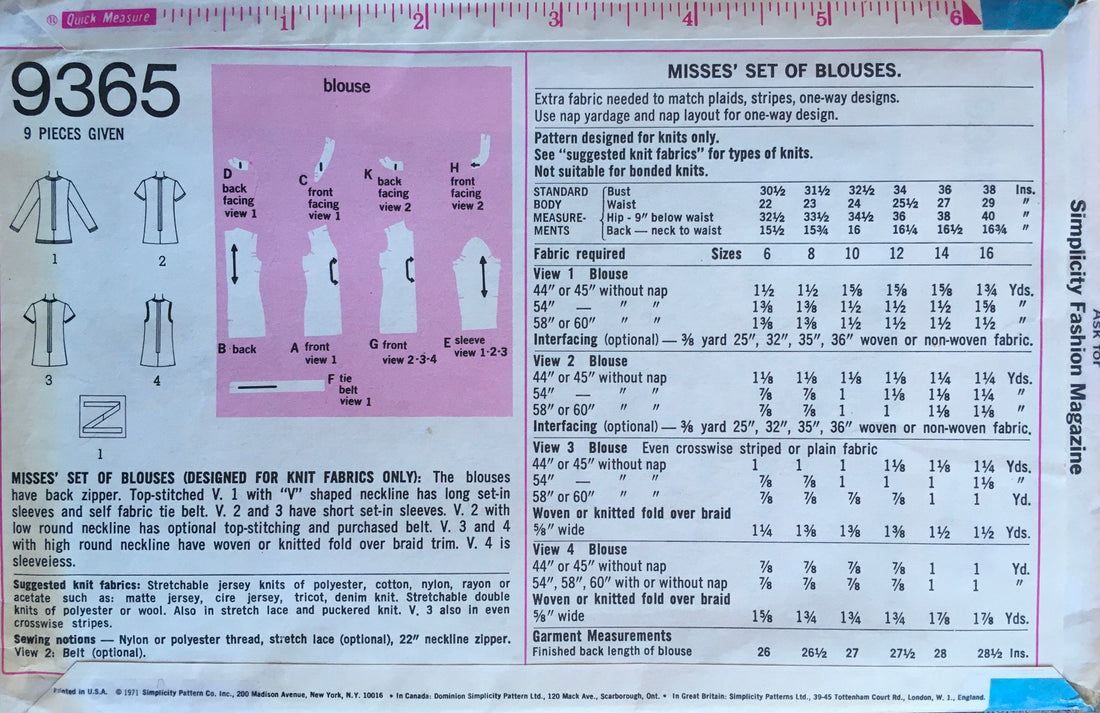 ® Quick Measure 1 2 3 4 5 6
9365
9 PIECES GIVEN
1
2
3
4
1
blouse
D
back
facing
view 1
C
front
facing
view 1
K
back
facing
view 2
H
front
facing
view 2
B back
A front
view 1
G front
view 2-3-4
E sleeve
view 1-2-3
F tie
belt
view 1
MISSES' SET OF BLOUSES (DESIGNED FOR KNIT FABRICS ONLY): The blouses
have back zipper. Top-stitched V. 1 with "V" shaped neckline has long set-in
sleeves and self fabric tie belt. V. 2 and 3 have short set-in sleeves. V. 2 with
low round neckline has optional top-stitching and purchased belt. V. 3 and 4
with high round neckline have woven or knitted fold over braid trim. V. 4 is
sleeveless.
Suggested knit fabrics: Stretchable jersey knits of polyester, cotton, nylon, rayon or
acetate such as: matte jersey, cire jersey, tricot, denim knit. Stretchable double
knits of polyester or wool. Also in stretch lace and puckered knit. V. 3 also in even
crosswise stripes.
Sewing notions — Nylon or polyester thread, stretch lace (optional), 22" neckline zipper.
View 2: Belt (optional).
MISSES' SET OF BLOUSES.
Extra fabric needed to match plaids, stripes, one-way designs.
Use nap yardage and nap layout for one-way design.
Pattern designed for knits only.
See "suggested knit fabrics" for types of knits.
Not suitable for bonded knits.
STANDARD Bust 30½ 31½ 32½ 34 36 38 Ins.
BODY Waist 22 23 24 25½ 27 29 "
MEASURE- Hip - 9" below waist 32½ 33½ 34½ 36 38 40 "
MENTS Back — neck to waist 15½ 15¾ 16 16¼ 16½ 16¾ "
Fabric required Sizes 6 8 10 12 14 16
View 1 Blouse
44" or 45" without nap 1½ 1½ 1⅝ 1⅝ 1⅝ 1¾ Yds.
54" — " " 1⅜ 1⅜ 1½ 1½ 1½ 1⅝ "
58" or 60" " " 1⅜ 1⅜ 1½ 1½ 1½ 1½ "
Interfacing (optional) — ⅜ yard 25", 32", 35", 36" woven or non-woven fabric.
View 2 Blouse
44" or 45" without nap 1⅛ 1⅛ 1⅛ 1⅛ 1¼ 1¼ Yds.
54" — " " ⅞ ⅞ 1 1⅛ 1⅛ 1¼ "
58" or 60" " " ⅞ ⅞ 1 1 1⅛ 1⅛ "
Interfacing (optional) — ⅜ yard 25", 32", 35", 36" woven or non-woven fabric.
View 3 Blouse Even crosswise striped or plain fabric
44" or 45" without nap 1 1 1 1⅛ 1⅛ 1¼ Yds.
54" — " " ⅞ ⅞ 1 1 1 1⅛ "
58" or 60" " " ⅞ ⅞ ⅞ ⅞ 1 1 Yd.
Woven or knitted fold over braid
⅝" wide 1¼ 1⅜ 1⅜ 1⅜ 1½ 1½ Yds.
View 4 Blouse
44" or 45" without nap ⅞ ⅞ ⅞ ⅞ 1 1 Yd.
54", 58", 60" with or without nap ⅞ ⅞ ⅞ ⅞ 1 1 "
Woven or knitted fold over braid
⅝" wide 1⅝ 1¾ 1¾ 1¾ 1⅞ 1⅞ Yds.
Garment Measurements
Finished back length of blouse 26 26½ 27 27½ 28 28½ Ins.
Ask for
Simplicity Fashion Magazine
Printed in U.S.A. © 1971 Simplicity Pattern Co. Inc., 200 Madison Avenue, New York, N.Y. 10016 • In Canada: Dominion Simplicity Pattern Ltd., 120 Mack Ave., Scarborough, Ont. • In Great Britain: Simplicity Patterns Ltd., 39-45 Tottenham Court Rd., London, W. 1., England.